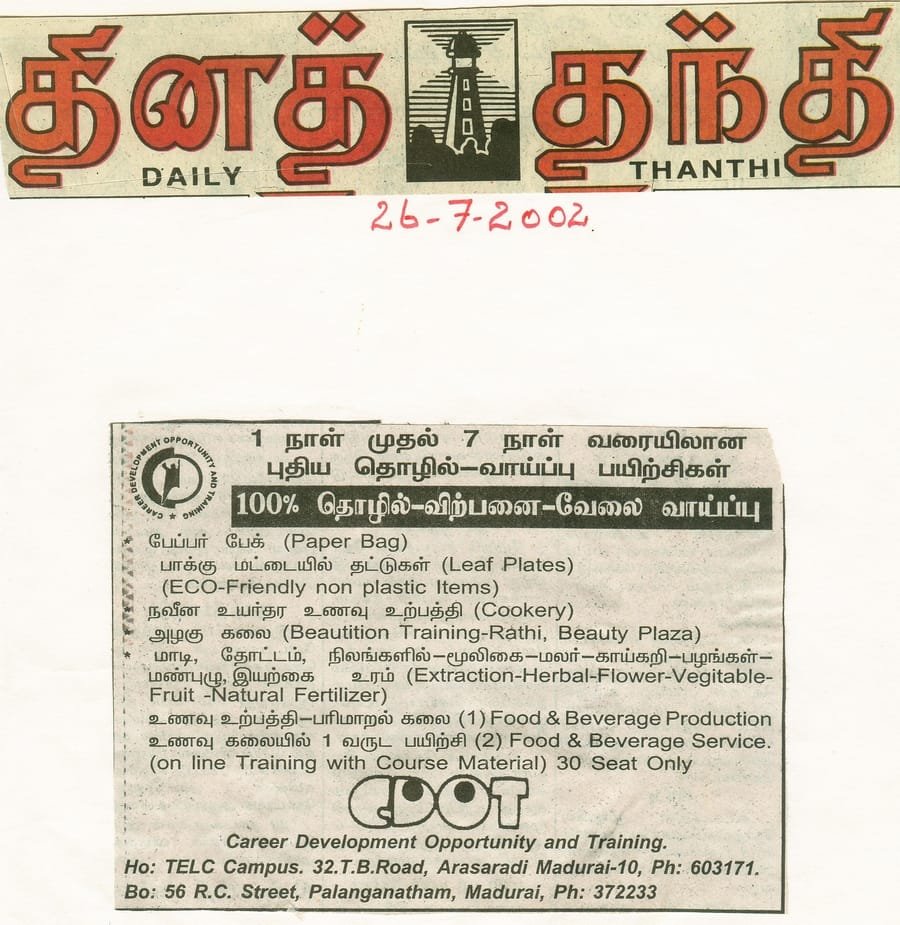 தினத் தந்தி
DAILY THANTHI
26-7-2002
CAREER DEVELOPMENT OPPORTUNITY AND TRAINING
1 நாள் முதல் 7 நாள் வரையிலான
புதிய தொழில்-வாய்ப்பு பயிற்சிகள்
100% தொழில்-விற்பனை-வேலை வாய்ப்பு
* பேப்பர் பேக் (Paper Bag)
பாக்கு மட்டையில் தட்டுகள் (Leaf Plates)
(ECO-Friendly non plastic Items)
* நவீன உயர்தர உணவு உற்பத்தி (Cookery)
* அழகு கலை (Beautition Training-Rathi, Beauty Plaza)
* மாடி, தோட்டம், நிலங்களில்-மூலிகை-மலர்-காய்கறி-பழங்கள்-
மண்புழு, இயற்கை உரம் (Extraction-Herbal-Flower-Vegitable-
Fruit -Natural Fertilizer)
உணவு உற்பத்தி-பரிமாறல் கலை (1) Food & Beverage Production
உணவு கலையில் 1 வருட பயிற்சி (2) Food & Beverage Service.
(on line Training with Course Material) 30 Seat Only
CDOT
Career Development Opportunity and Training.
Ho: TELC Campus. 32.T.B.Road, Arasaradi Madurai-10, Ph: 603171.
Bo: 56 R.C. Street, Palanganatham, Madurai, Ph: 372233